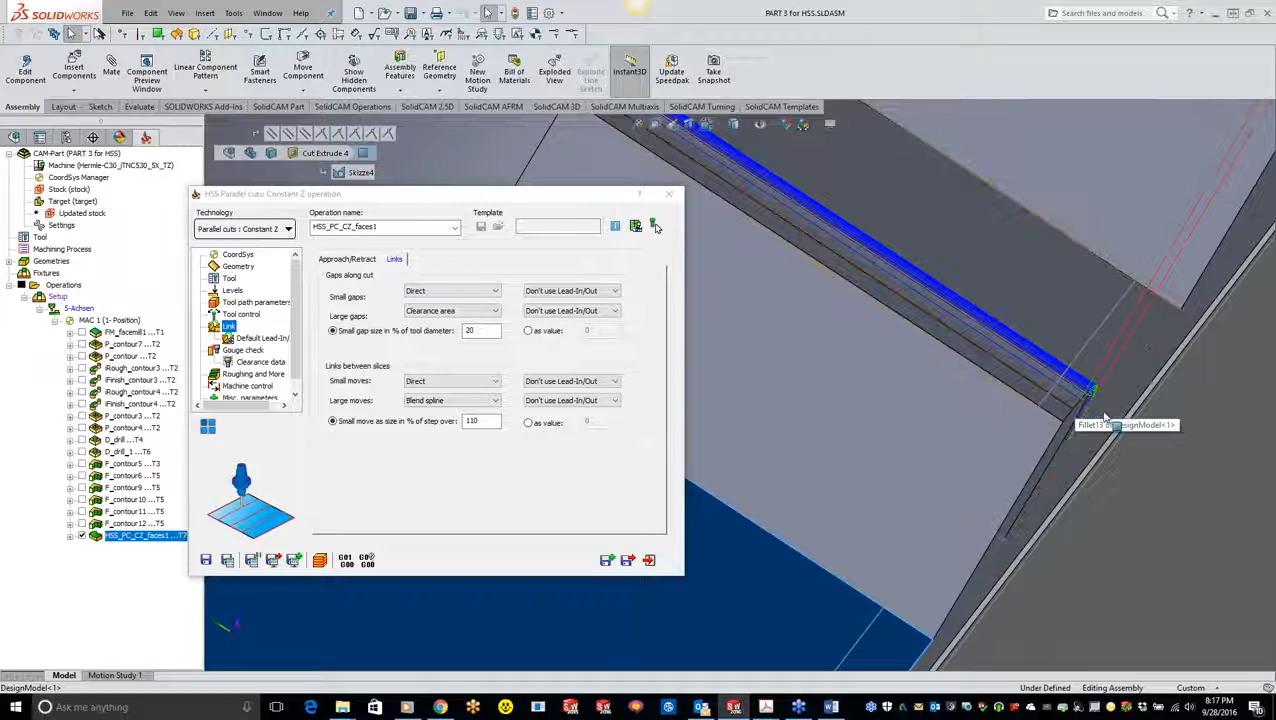 SOLIDWORKS File Edit View Insert Tools Window Help PART 3 for HSS.SLDASM Search files and models
Edit Component
Insert Components
Mate
Component Preview Window
Linear Component Pattern
Smart Fasteners
Move Component
Show Hidden Components
Assembly Features
Reference Geometry
New Motion Study
Bill of Materials
Exploded View
Explode Line Sketch
Instant3D
Update Speedpak
Take Snapshot
Assembly Layout Sketch Evaluate SOLIDWORKS Add-Ins SolidCAM Part SolidCAM Operations SolidCAM 2.5D SolidCAM AFRM SolidCAM 3D SolidCAM Multiaxis SolidCAM Turning SolidCAM Templates
CAM-Part (PART 3 for HSS)
Machine (Hermle-C30_iTNC530_5X_TZ)
CoordSys Manager
Stock (stock)
Target (target)
Updated stock
Settings
Tool
Machining Process
Geometries
Fixtures
Operations
Setup
5-Achsen
MAC 1 (1- Position)
FM_facemill1 ...T1
P_contour7 ...T2
P_contour ...T2
iRough_contour3 ...T2
iFinish_contour3 ...T2
iRough_contour4 ...T2
iFinish_contour4 ...T2
P_contour3 ...T2
P_contour4 ...T2
D_drill ...T4
D_drill_1 ...T6
F_contour5 ...T3
F_contour6 ...T5
F_contour9 ...T5
F_contour10 ...T5
F_contour11 ...T5
F_contour12 ...T5
HSS_PC_CZ_faces1 ...T7
Cut Extrude 4
Skizze4
HSS Parallel cuts: Constant Z operation
Technology
Parallel cuts : Constant Z
Operation name:
HSS_PC_CZ_faces1
Template
CoordSys
Geometry
Tool
Levels
Tool path parameters
Tool control
Link
Default Lead-In/
Gouge check
Clearance data
Roughing and More
Machine control
Misc. parameters
Approach/Retract Links
Gaps along cut
Small gaps: Direct Don't use Lead-In/Out
Large gaps: Clearance area Don't use Lead-In/Out
Small gap size in % of tool diameter: 20 as value: 0
Links between slices
Small moves: Direct Don't use Lead-In/Out
Large moves: Blend spline Don't use Lead-In/Out
Small move as size in % of step over: 110 as value: 0
G01 G00
Fillet13 of DesignModel<1>
Model Motion Study 1
DesignModel<1> Under Defined Editing Assembly Custom
Ask me anything
8:17 PM
9/28/2016